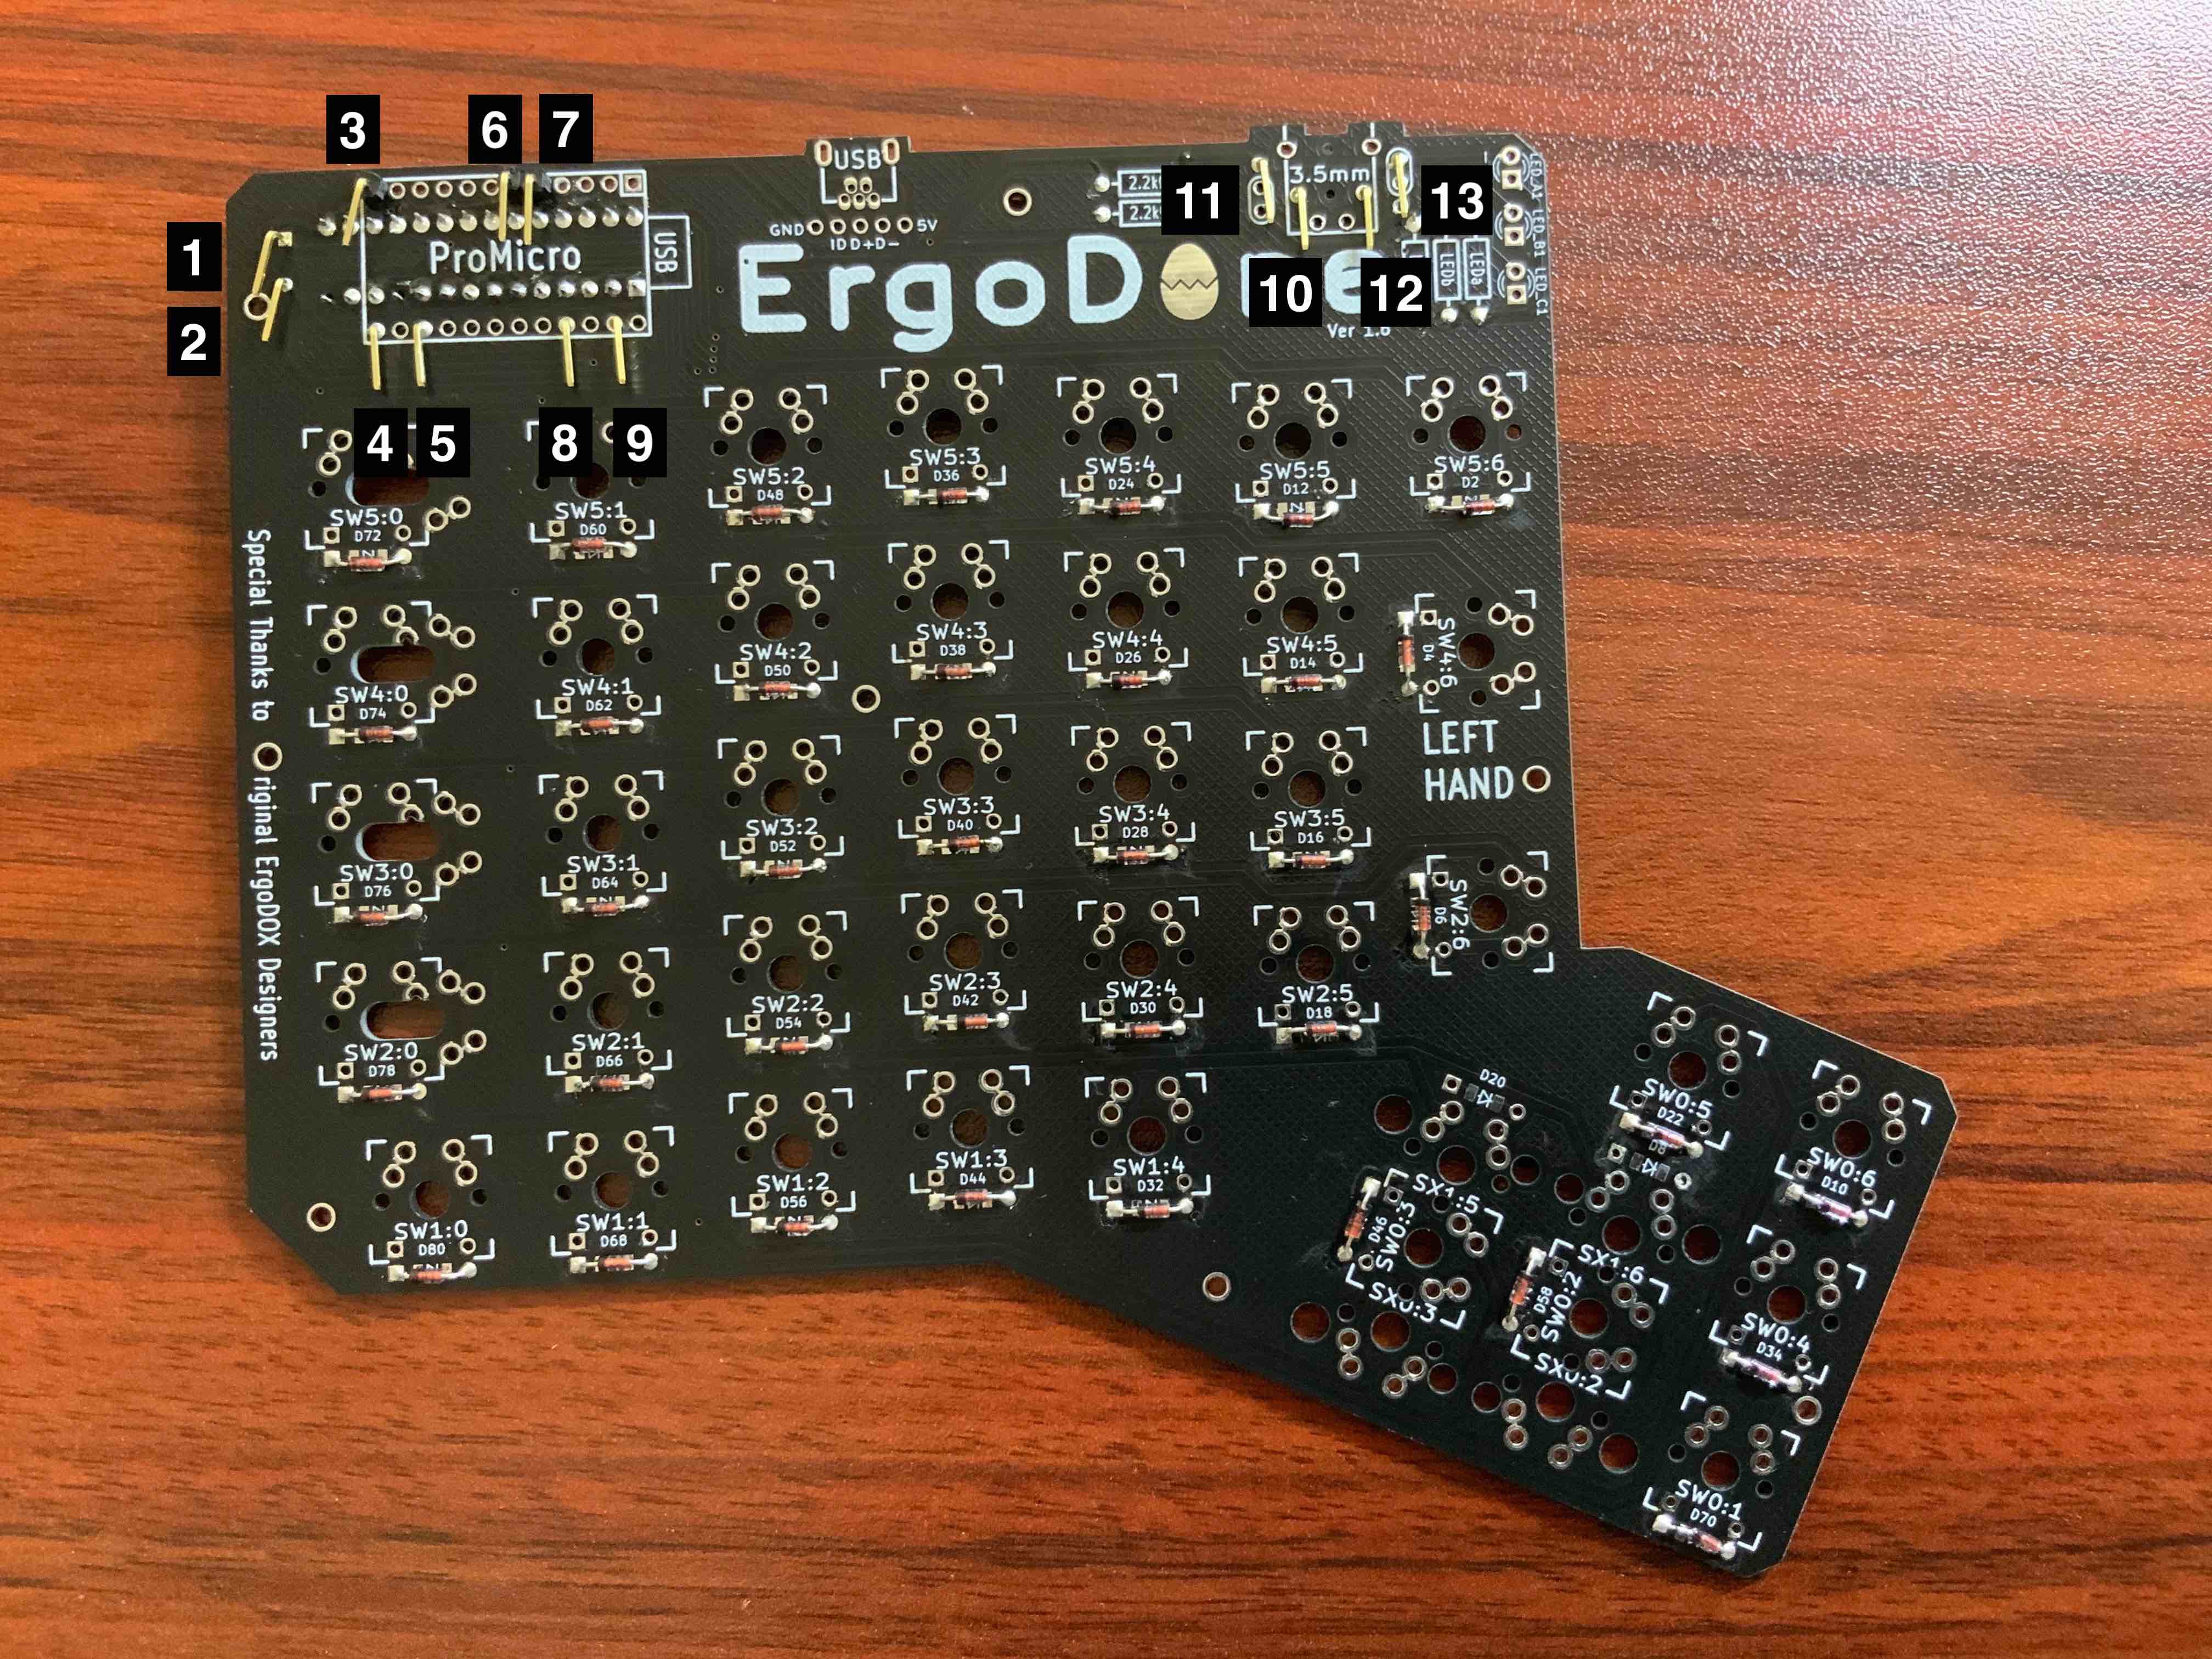 3
6
7
1
2
4
5
8
9
11
13
10
12
USB
GND
5V
ID D+ D-
ProMicro
USB
2.2k
2.2k
3.5mm
LED_A1
LED_B1
LED_C1
LEDb
LEDa
ErgoD ne
Ver 1.6
SW5:0
D72
SW5:1
D60
SW5:2
D48
SW5:3
D36
SW5:4
D24
SW5:5
D12
SW5:6
D2
SW4:0
D74
SW4:1
D62
SW4:2
D50
SW4:3
D38
SW4:4
D26
SW4:5
D14
SW4:6
D4
LEFT
HAND
SW3:0
D76
SW3:1
D64
SW3:2
D52
SW3:3
D40
SW3:4
D28
SW3:5
D16
SW2:0
D78
SW2:1
D66
SW2:2
D54
SW2:3
D42
SW2:4
D30
SW2:5
D18
SW2:6
D6
SW1:0
D80
SW1:1
D68
SW1:2
D56
SW1:3
D44
SW1:4
D32
D20
SW0:5
D22
D8
SW0:6
D10
SX1:5
D46
SW0:3
SX0:3
SX1:6
D58
SW0:2
SX0:2
SW0:4
D34
SW0:1
D70
Special Thanks to riginal ErgoDOX Designers